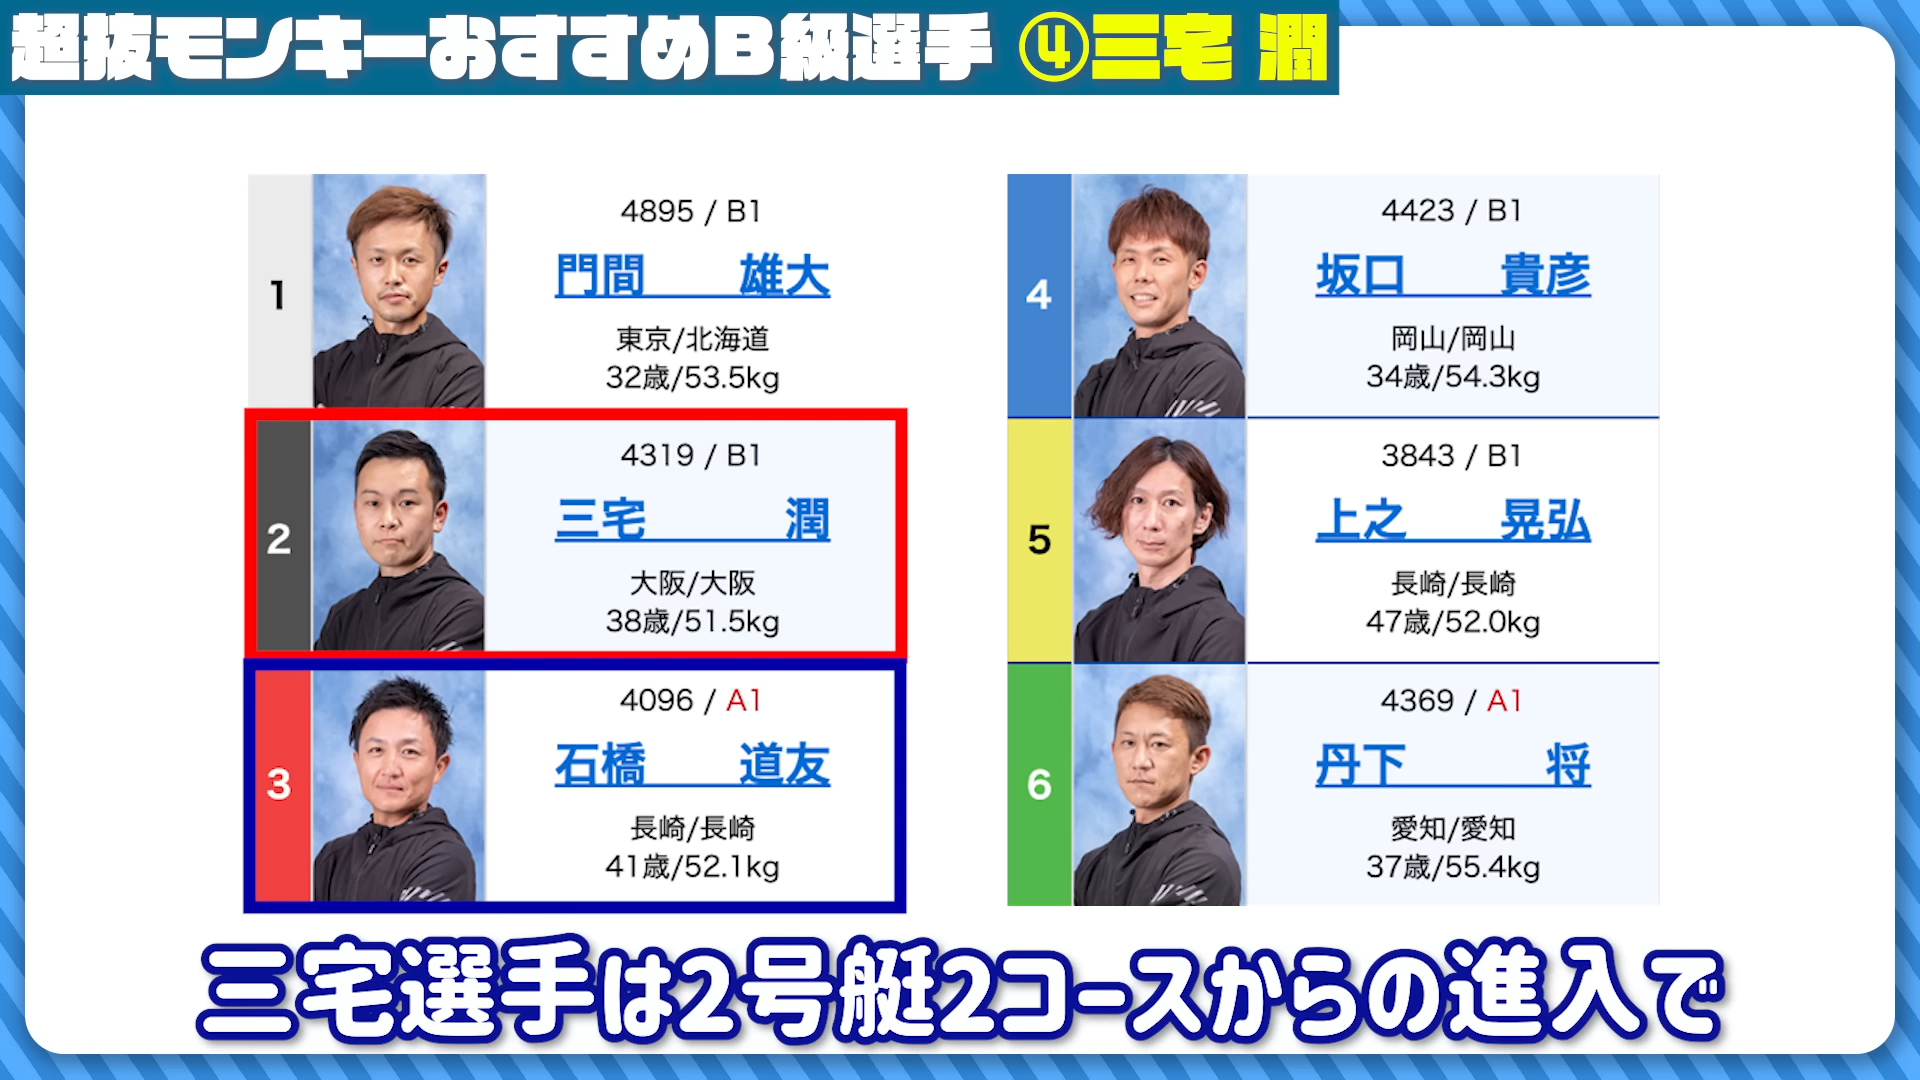 超抜モンキーおすすめB級選手 ④三宅 潤
1
4895 / B1
門間 雄大
東京/北海道
32歳/53.5kg
2
4319 / B1
三宅 潤
大阪/大阪
38歳/51.5kg
3
4096 / A1
石橋 道友
長崎/長崎
41歳/52.1kg
4
4423 / B1
坂口 貴彦
岡山/岡山
34歳/54.3kg
5
3843 / B1
上之 晃弘
長崎/長崎
47歳/52.0kg
6
4369 / A1
丹下 将
愛知/愛知
37歳/55.4kg
三宅選手は2号艇2コースからの進入で